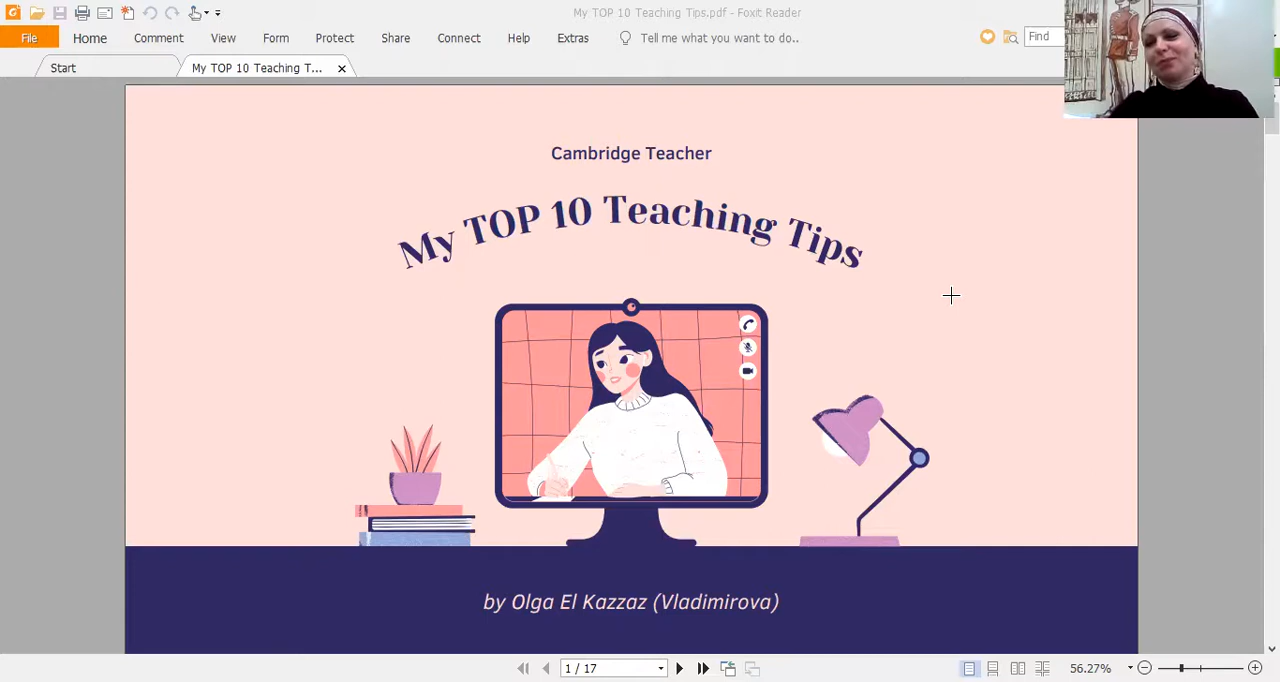 My TOP 10 Teaching Tips.pdf - Foxit Reader
File Home Comment View Form Protect Share Connect Help Extras Tell me what you want to do.. Find
Start My TOP 10 Teaching T... ×
Cambridge Teacher
My TOP 10 Teaching Tips
by Olga El Kazzaz (Vladimirova)
1 / 17 56.27%